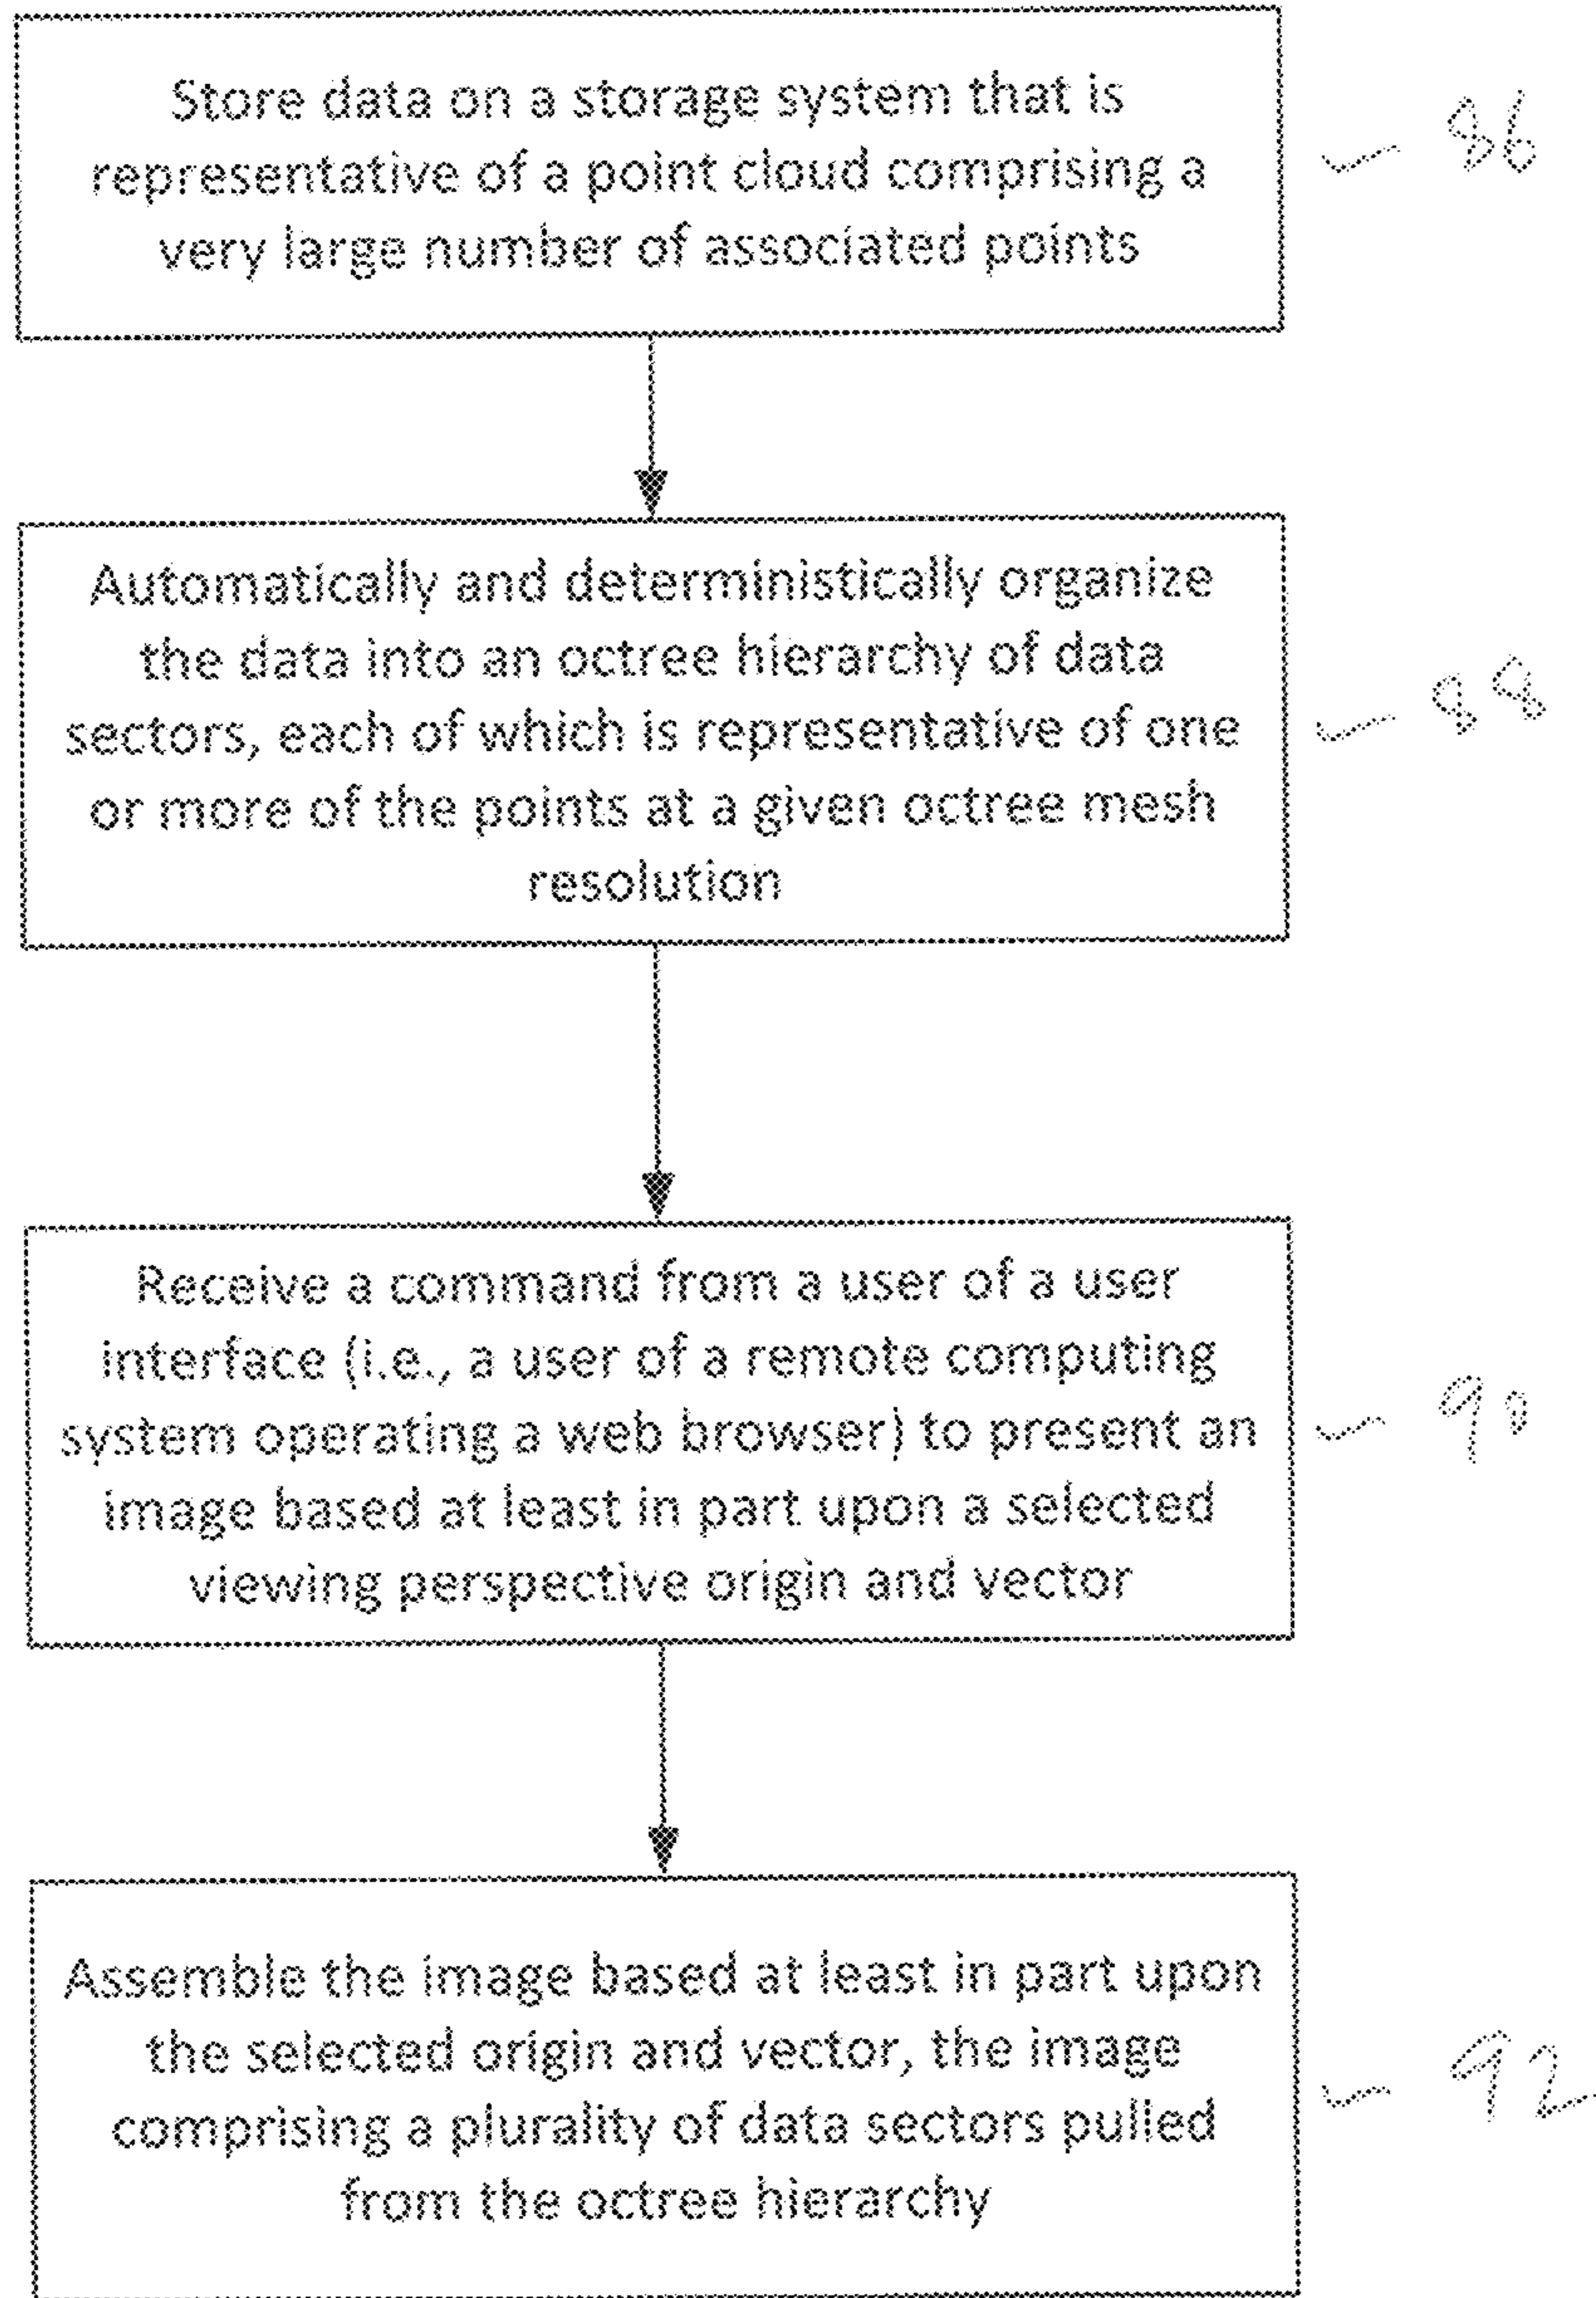 Store data on a storage system that is
representative of a point cloud comprising a
very large number of associated points
86
Automatically and deterministically organize
the data into an octree hierarchy of data
sectors, each of which is representative of one
or more of the points at a given octree mesh
resolution
88
Receive a command from a user of a user
interface (i.e., a user of a remote computing
system operating a web browser) to present an
image based at least in part upon a selected
viewing perspective origin and vector
90
Assemble the image based at least in part upon
the selected origin and vector, the image
comprising a plurality of data sectors pulled
from the octree hierarchy
92